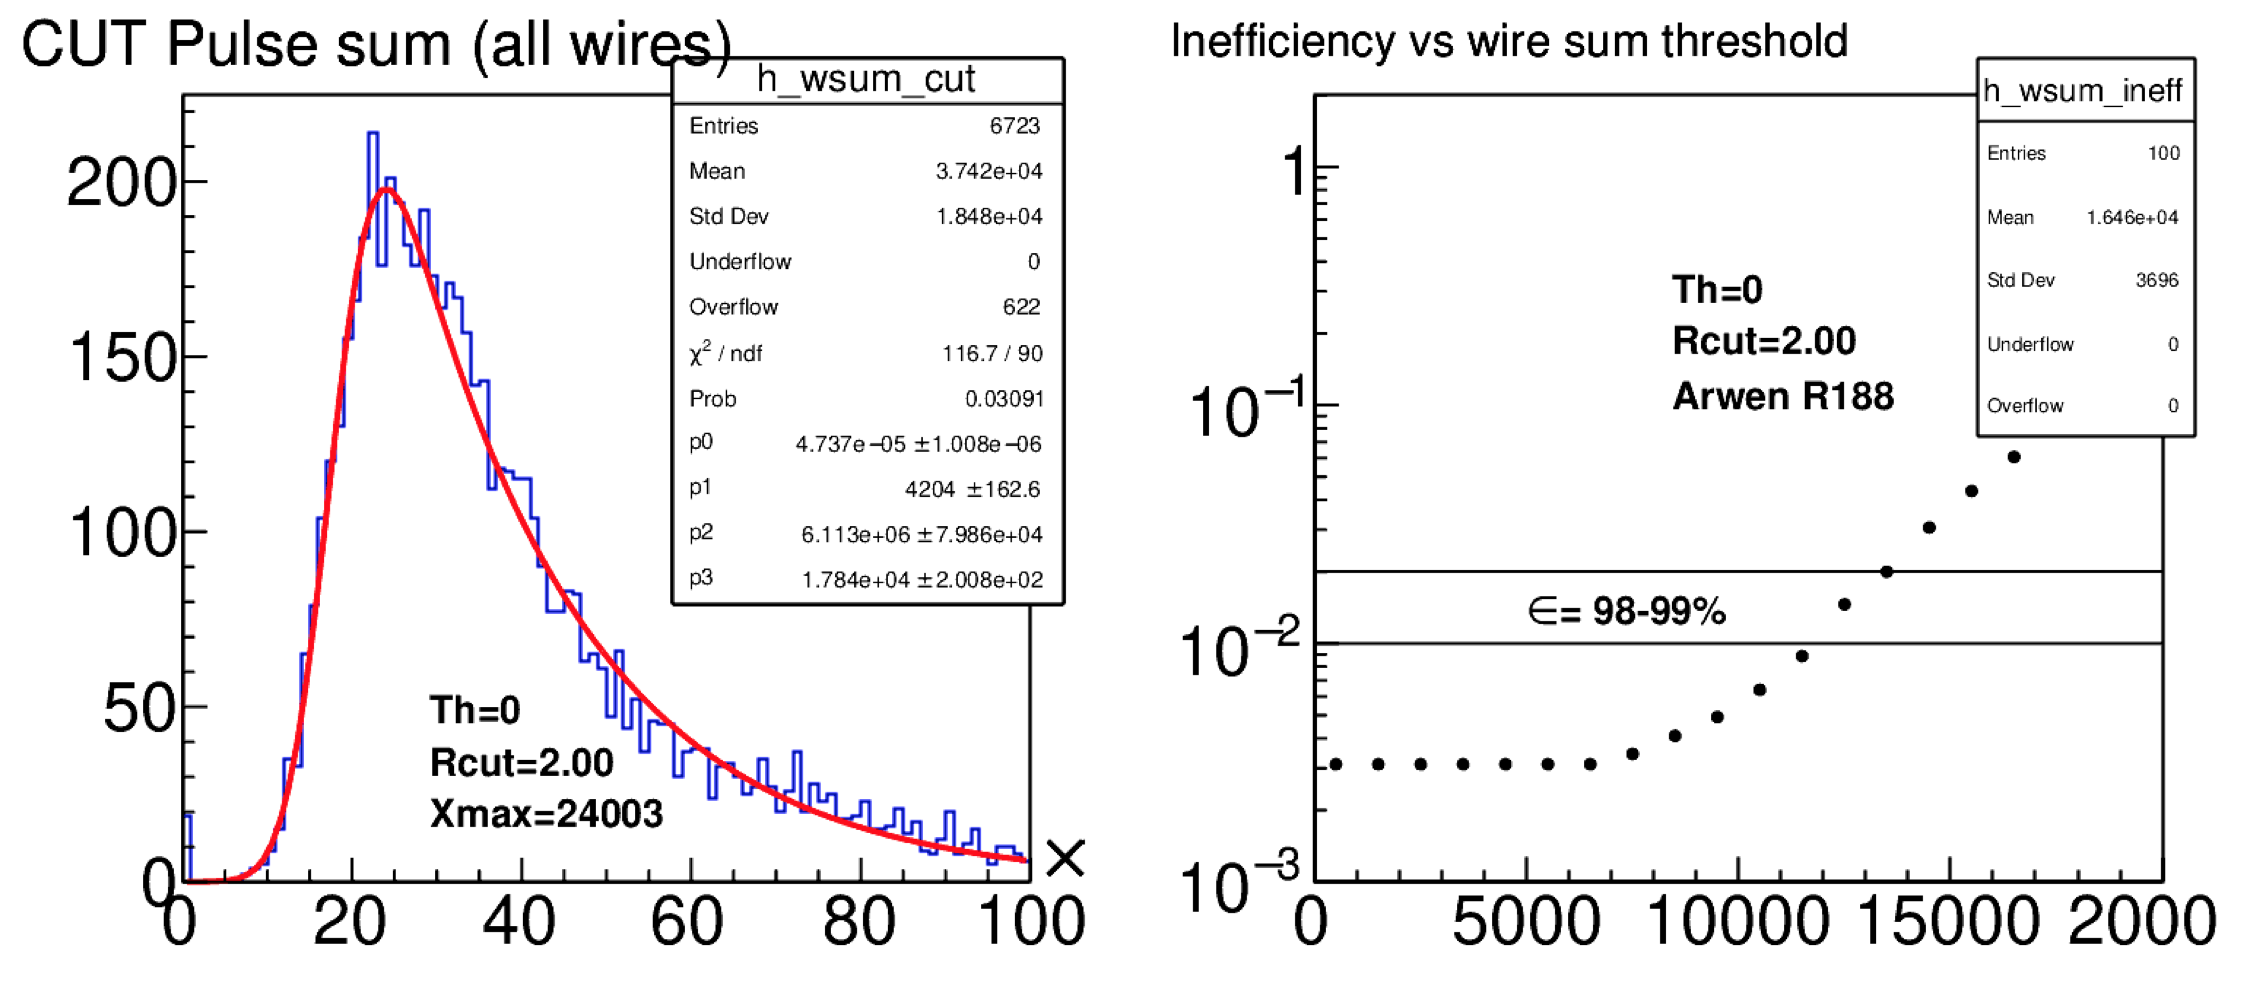 CUT Pulse sum (all wires)
h_wsum_cut
Entries 6723
Mean 3.742e+04
Std Dev 1.848e+04
Underflow 0
Overflow 622
χ² / ndf 116.7 / 90
Prob 0.03091
p0 4.737e−05 ±1.008e−06
p1 4204 ±162.6
p2 6.113e+06 ±7.986e+04
p3 1.784e+04 ±2.008e+02
200
150
100
50
0
Th=0
Rcut=2.00
Xmax=24003
×
0 20 40 60 80 100
Inefficiency vs wire sum threshold
h_wsum_ineff
Entries 100
Mean 1.646e+04
Std Dev 3696
Underflow 0
Overflow 0
1
10⁻¹
10⁻²
10⁻³
Th=0
Rcut=2.00
Arwen R188
∈= 98-99%
0 5000 10000 15000 2000